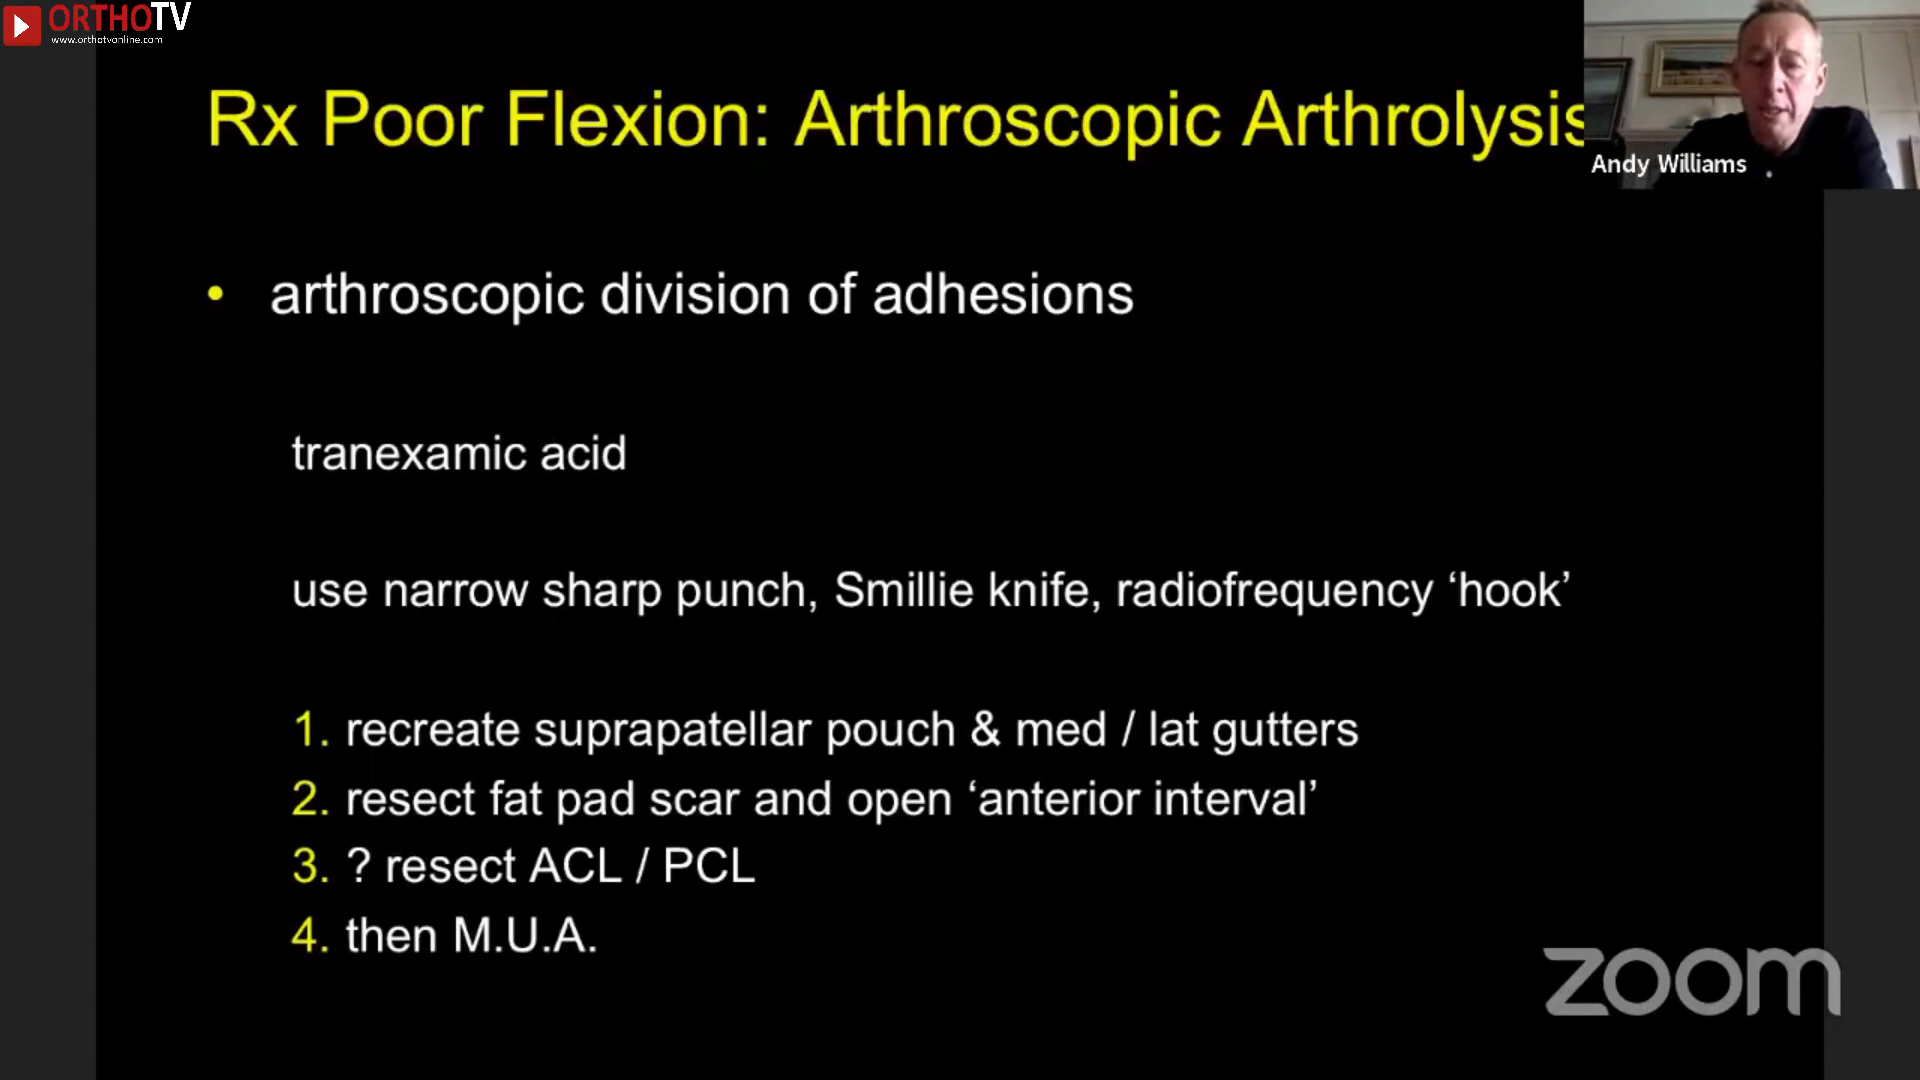 ORTHOTV
www.orthotvonline.com
Rx Poor Flexion: Arthroscopic Arthrolysis
Andy Williams
• arthroscopic division of adhesions
tranexamic acid
use narrow sharp punch, Smillie knife, radiofrequency ‘hook’
1. recreate suprapatellar pouch & med / lat gutters
2. resect fat pad scar and open ‘anterior interval’
3. ? resect ACL / PCL
4. then M.U.A.
zoom